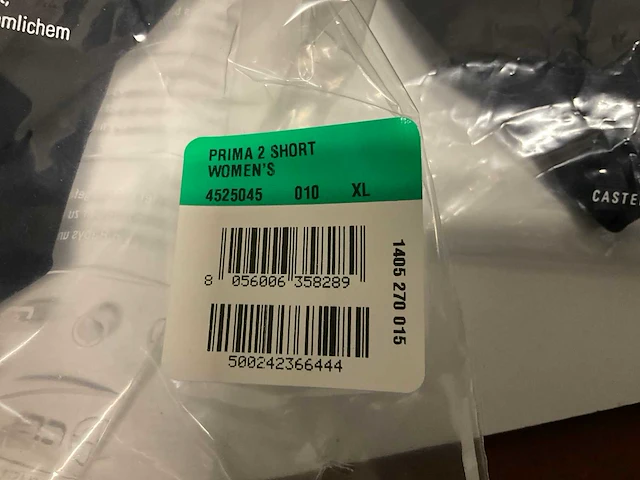 mlichem
PRIMA 2 SHORT
WOMEN'S
4525045 010 XL
8 056006 358289
1405 270 015
500242366444
CASTE